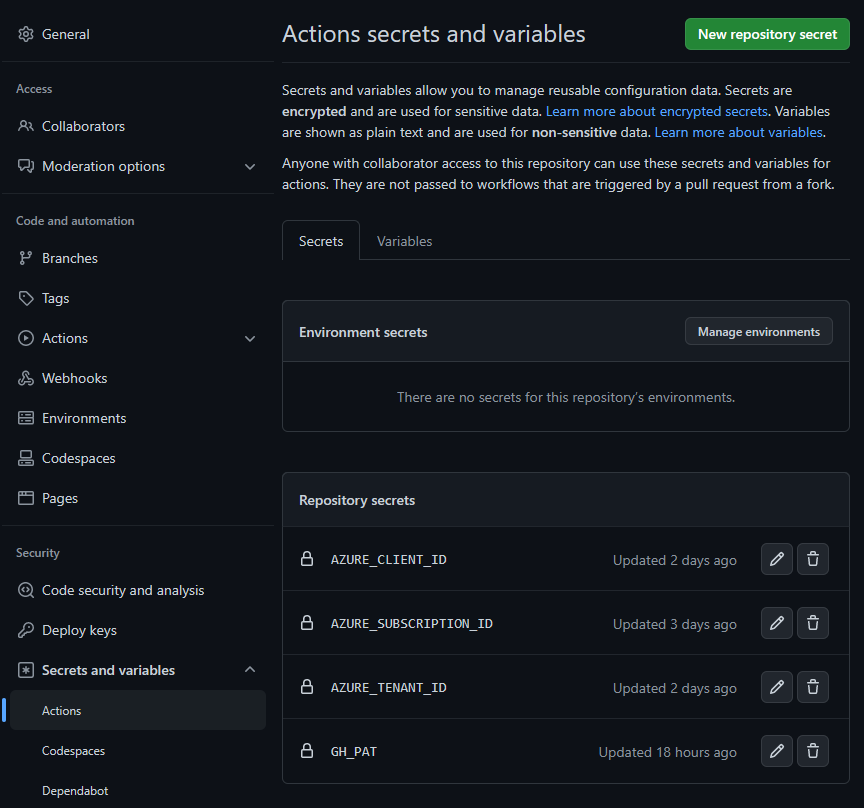 General
Access
Collaborators
Moderation options
Code and automation
Branches
Tags
Actions
Webhooks
Environments
Codespaces
Pages
Security
Code security and analysis
Deploy keys
Secrets and variables
Actions
Codespaces
Dependabot
Actions secrets and variables
New repository secret
Secrets and variables allow you to manage reusable configuration data. Secrets are
encrypted and are used for sensitive data. Learn more about encrypted secrets. Variables
are shown as plain text and are used for non-sensitive data. Learn more about variables.
Anyone with collaborator access to this repository can use these secrets and variables for
actions. They are not passed to workflows that are triggered by a pull request from a fork.
Secrets Variables
Environment secrets Manage environments
There are no secrets for this repository's environments.
Repository secrets
AZURE_CLIENT_ID Updated 2 days ago
AZURE_SUBSCRIPTION_ID Updated 3 days ago
AZURE_TENANT_ID Updated 2 days ago
GH_PAT Updated 18 hours ago